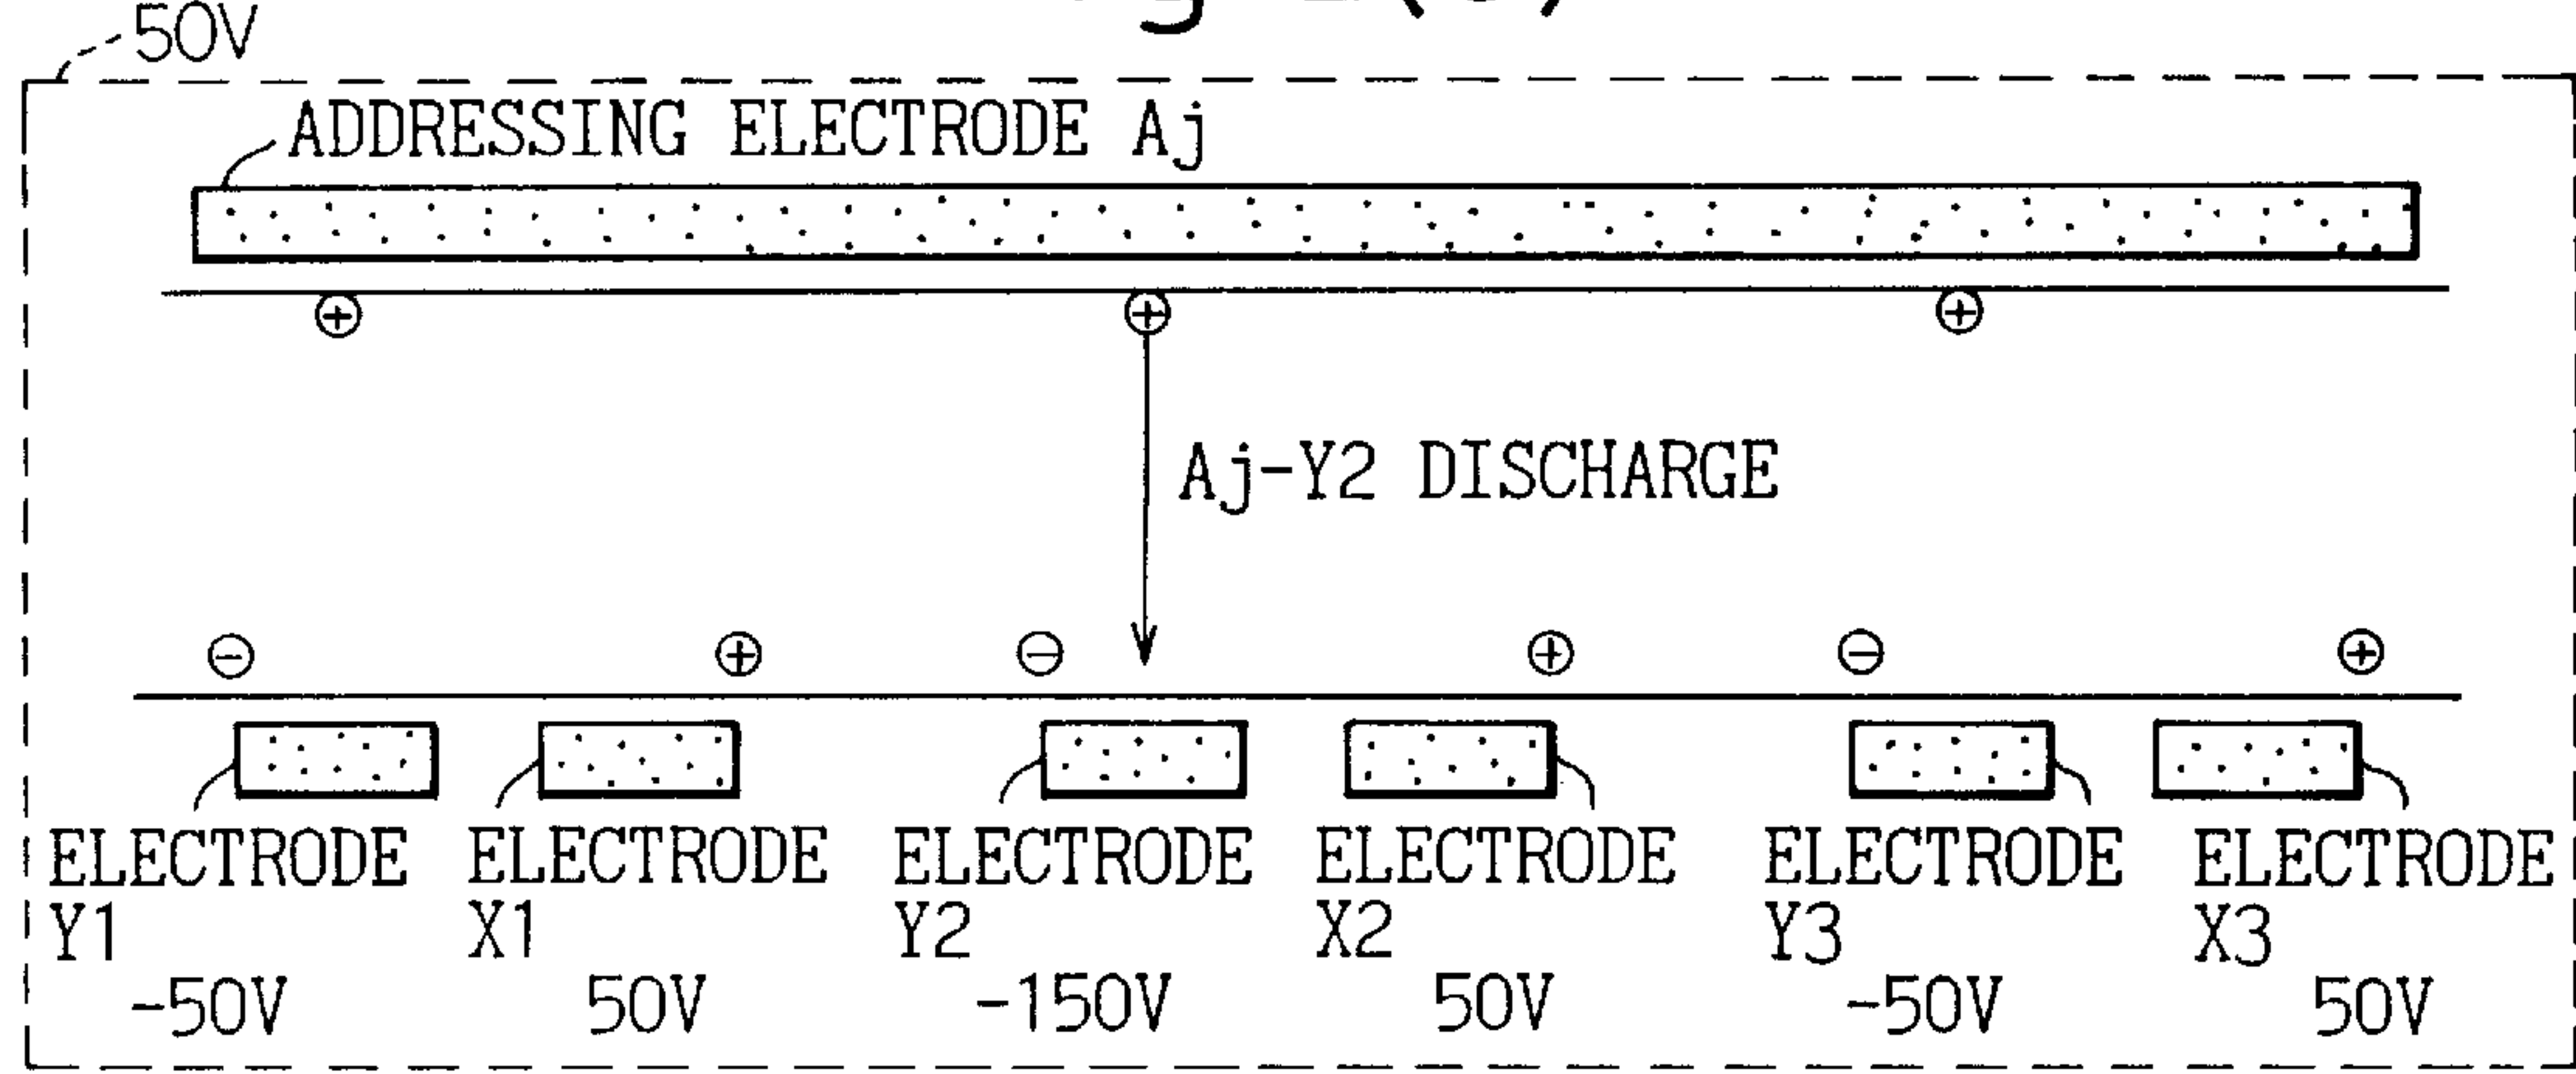 50V
ADDRESSING ELECTRODE Aj
⊕ ⊕ ⊕
Aj-Y2 DISCHARGE
⊖ ⊕ ⊖ ⊕ ⊖ ⊕
ELECTRODE Y1
ELECTRODE X1
ELECTRODE Y2
ELECTRODE X2
ELECTRODE Y3
ELECTRODE X3
-50V 50V -150V 50V -50V 50V